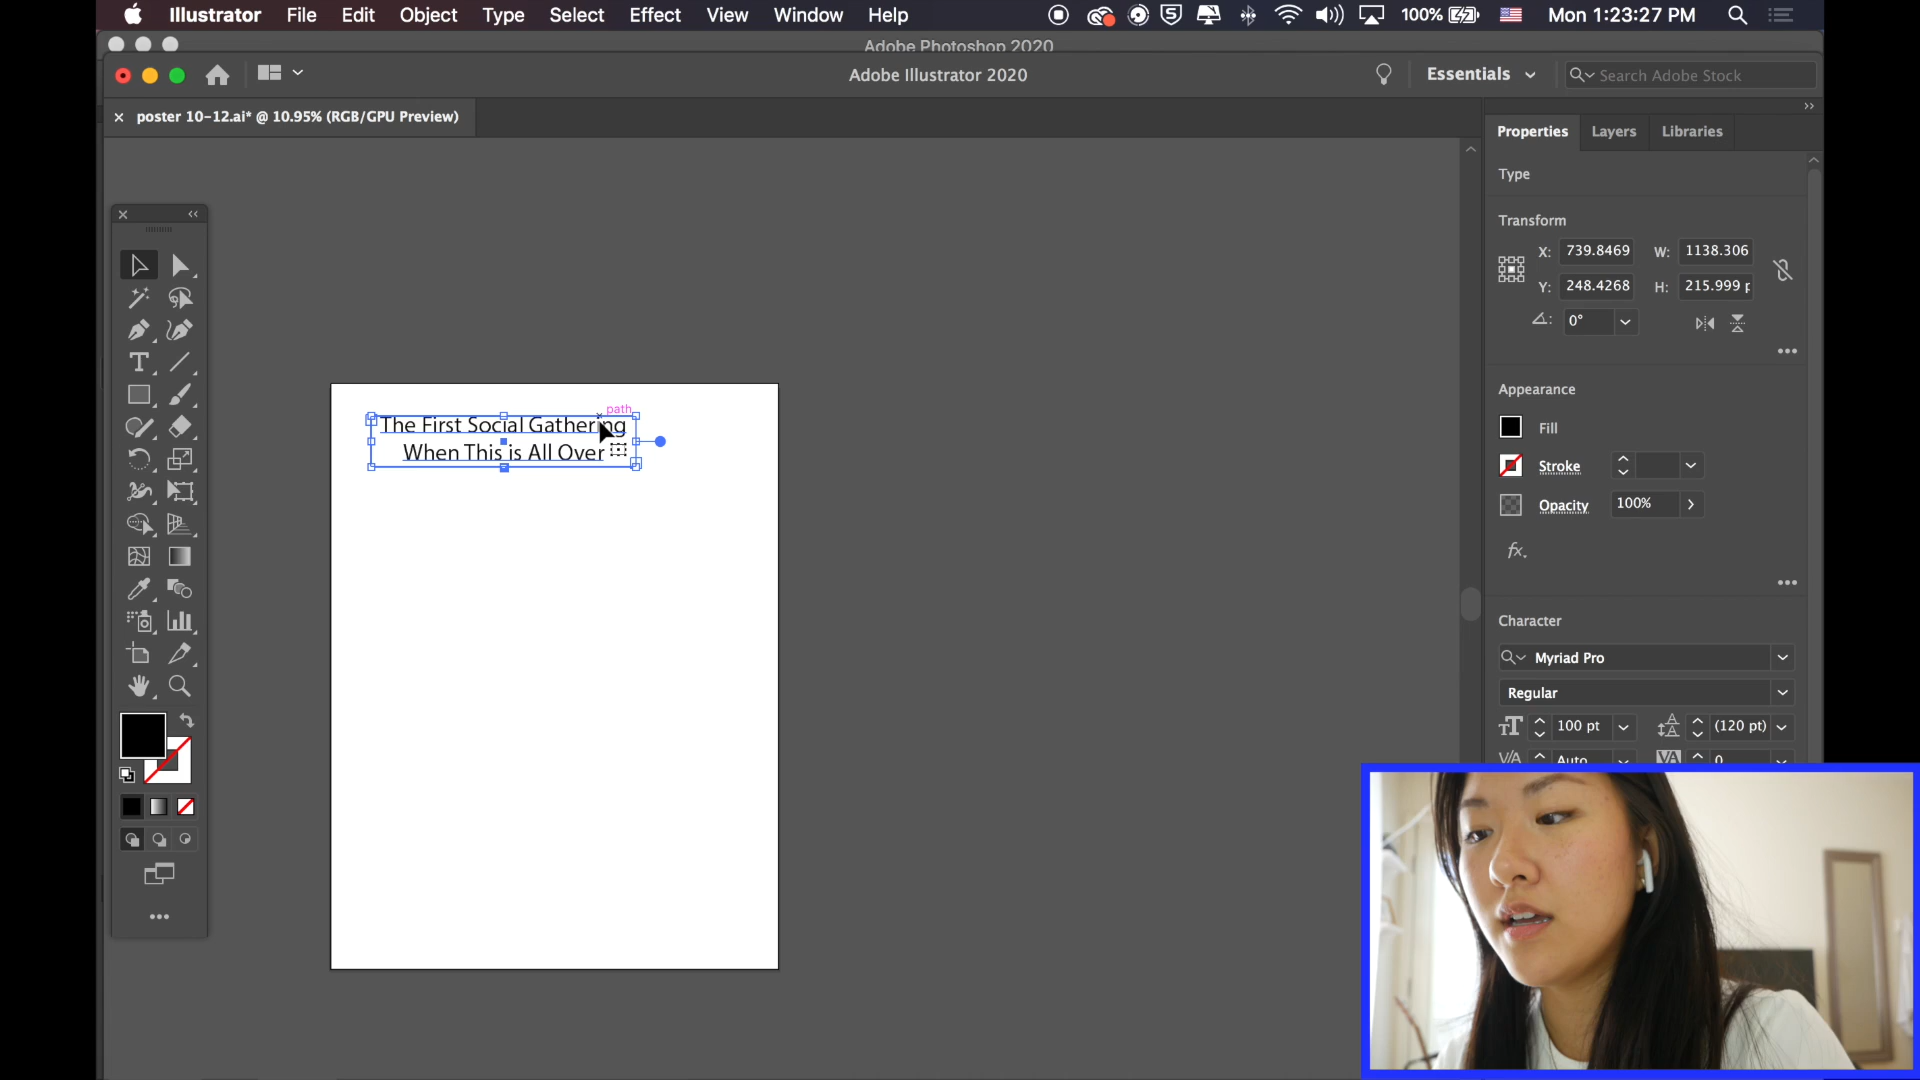 Illustrator File Edit Object Type Select Effect View Window Help
100%
Mon 1:23:27 PM
Adobe Photoshop 2020
Adobe Illustrator 2020
Essentials
Search Adobe Stock
× poster 10-12.ai* @ 10.95% (RGB/GPU Preview)
Properties Layers Libraries
Type
Transform
X: 739.8469 W: 1138.306
Y: 248.4268 H: 215.999 p
0°
path
The First Social Gathering
When This is All Over
Appearance
Fill
Stroke
Opacity 100%
fx.
Character
Myriad Pro
Regular
100 pt (120 pt)
Auto 0